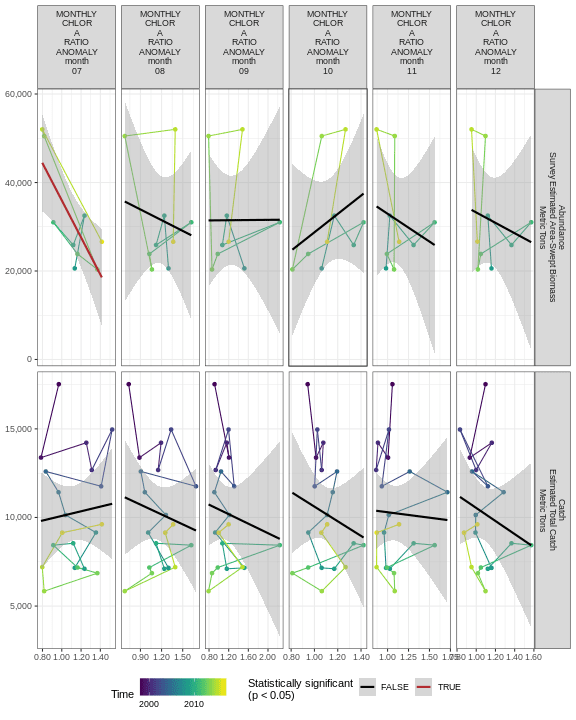 MONTHLY MONTHLY MONTHLY MONTHLY MONTHLY MONTHLY
CHLOR CHLOR CHLOR CHLOR CHLOR CHLOR
A A A A A A
RATIO RATIO RATIO RATIO RATIO RATIO
ANOMALY ANOMALY ANOMALY ANOMALY ANOMALY ANOMALY
month month month month month month
07 08 09 10 11 12
60,000
40,000
20,000
0
Abundance
Survey Estimated Area-Swept Biomass
Metric Tons
15,000
10,000
5,000
Catch
Estimated Total Catch
Metric Tons
0.80 1.00 1.20 1.40 0.90 1.20 1.50 0.80 1.20 1.60 2.00 0.80 1.00 1.20 1.40 1.00 1.25 1.50 1.00 1.20 1.40 1.60
Time
2000 2010
Statistically significant
(p < 0.05)
FALSE TRUE